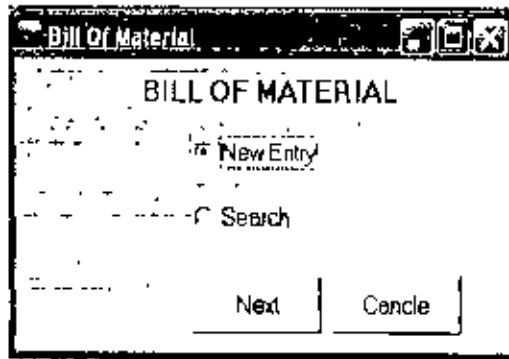 Bill Of Material
BILL OF MATERIAL
New Entry
Search
Next Cancle